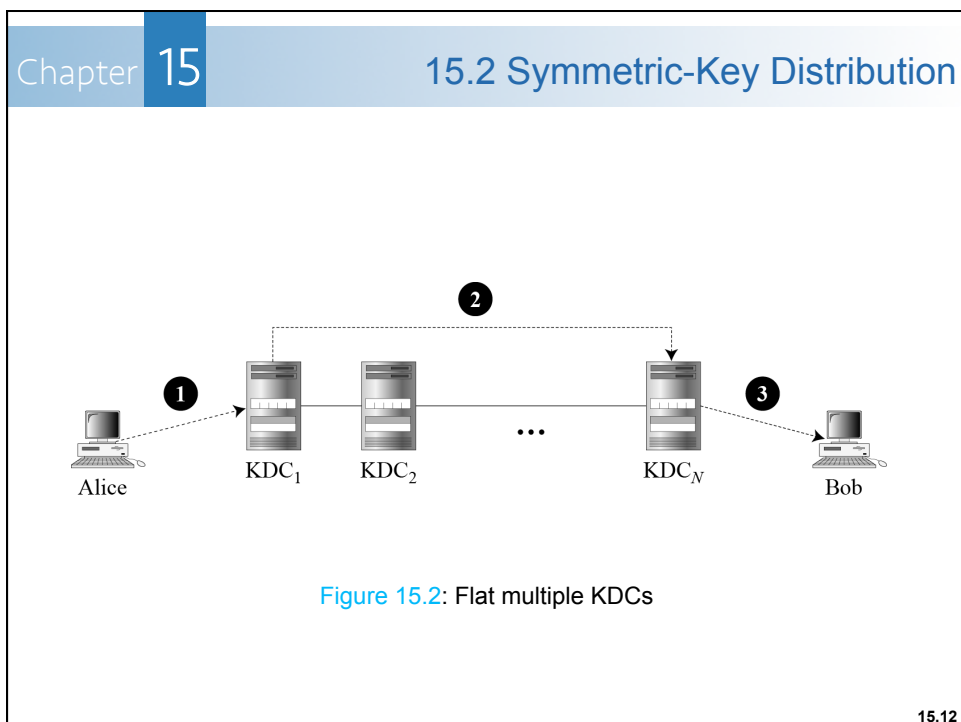 Chapter 15
15.2 Symmetric-Key Distribution
2
1
3
...
KDC1
KDC2
KDCN
Alice
Bob
Figure 15.2: Flat multiple KDCs
15.12